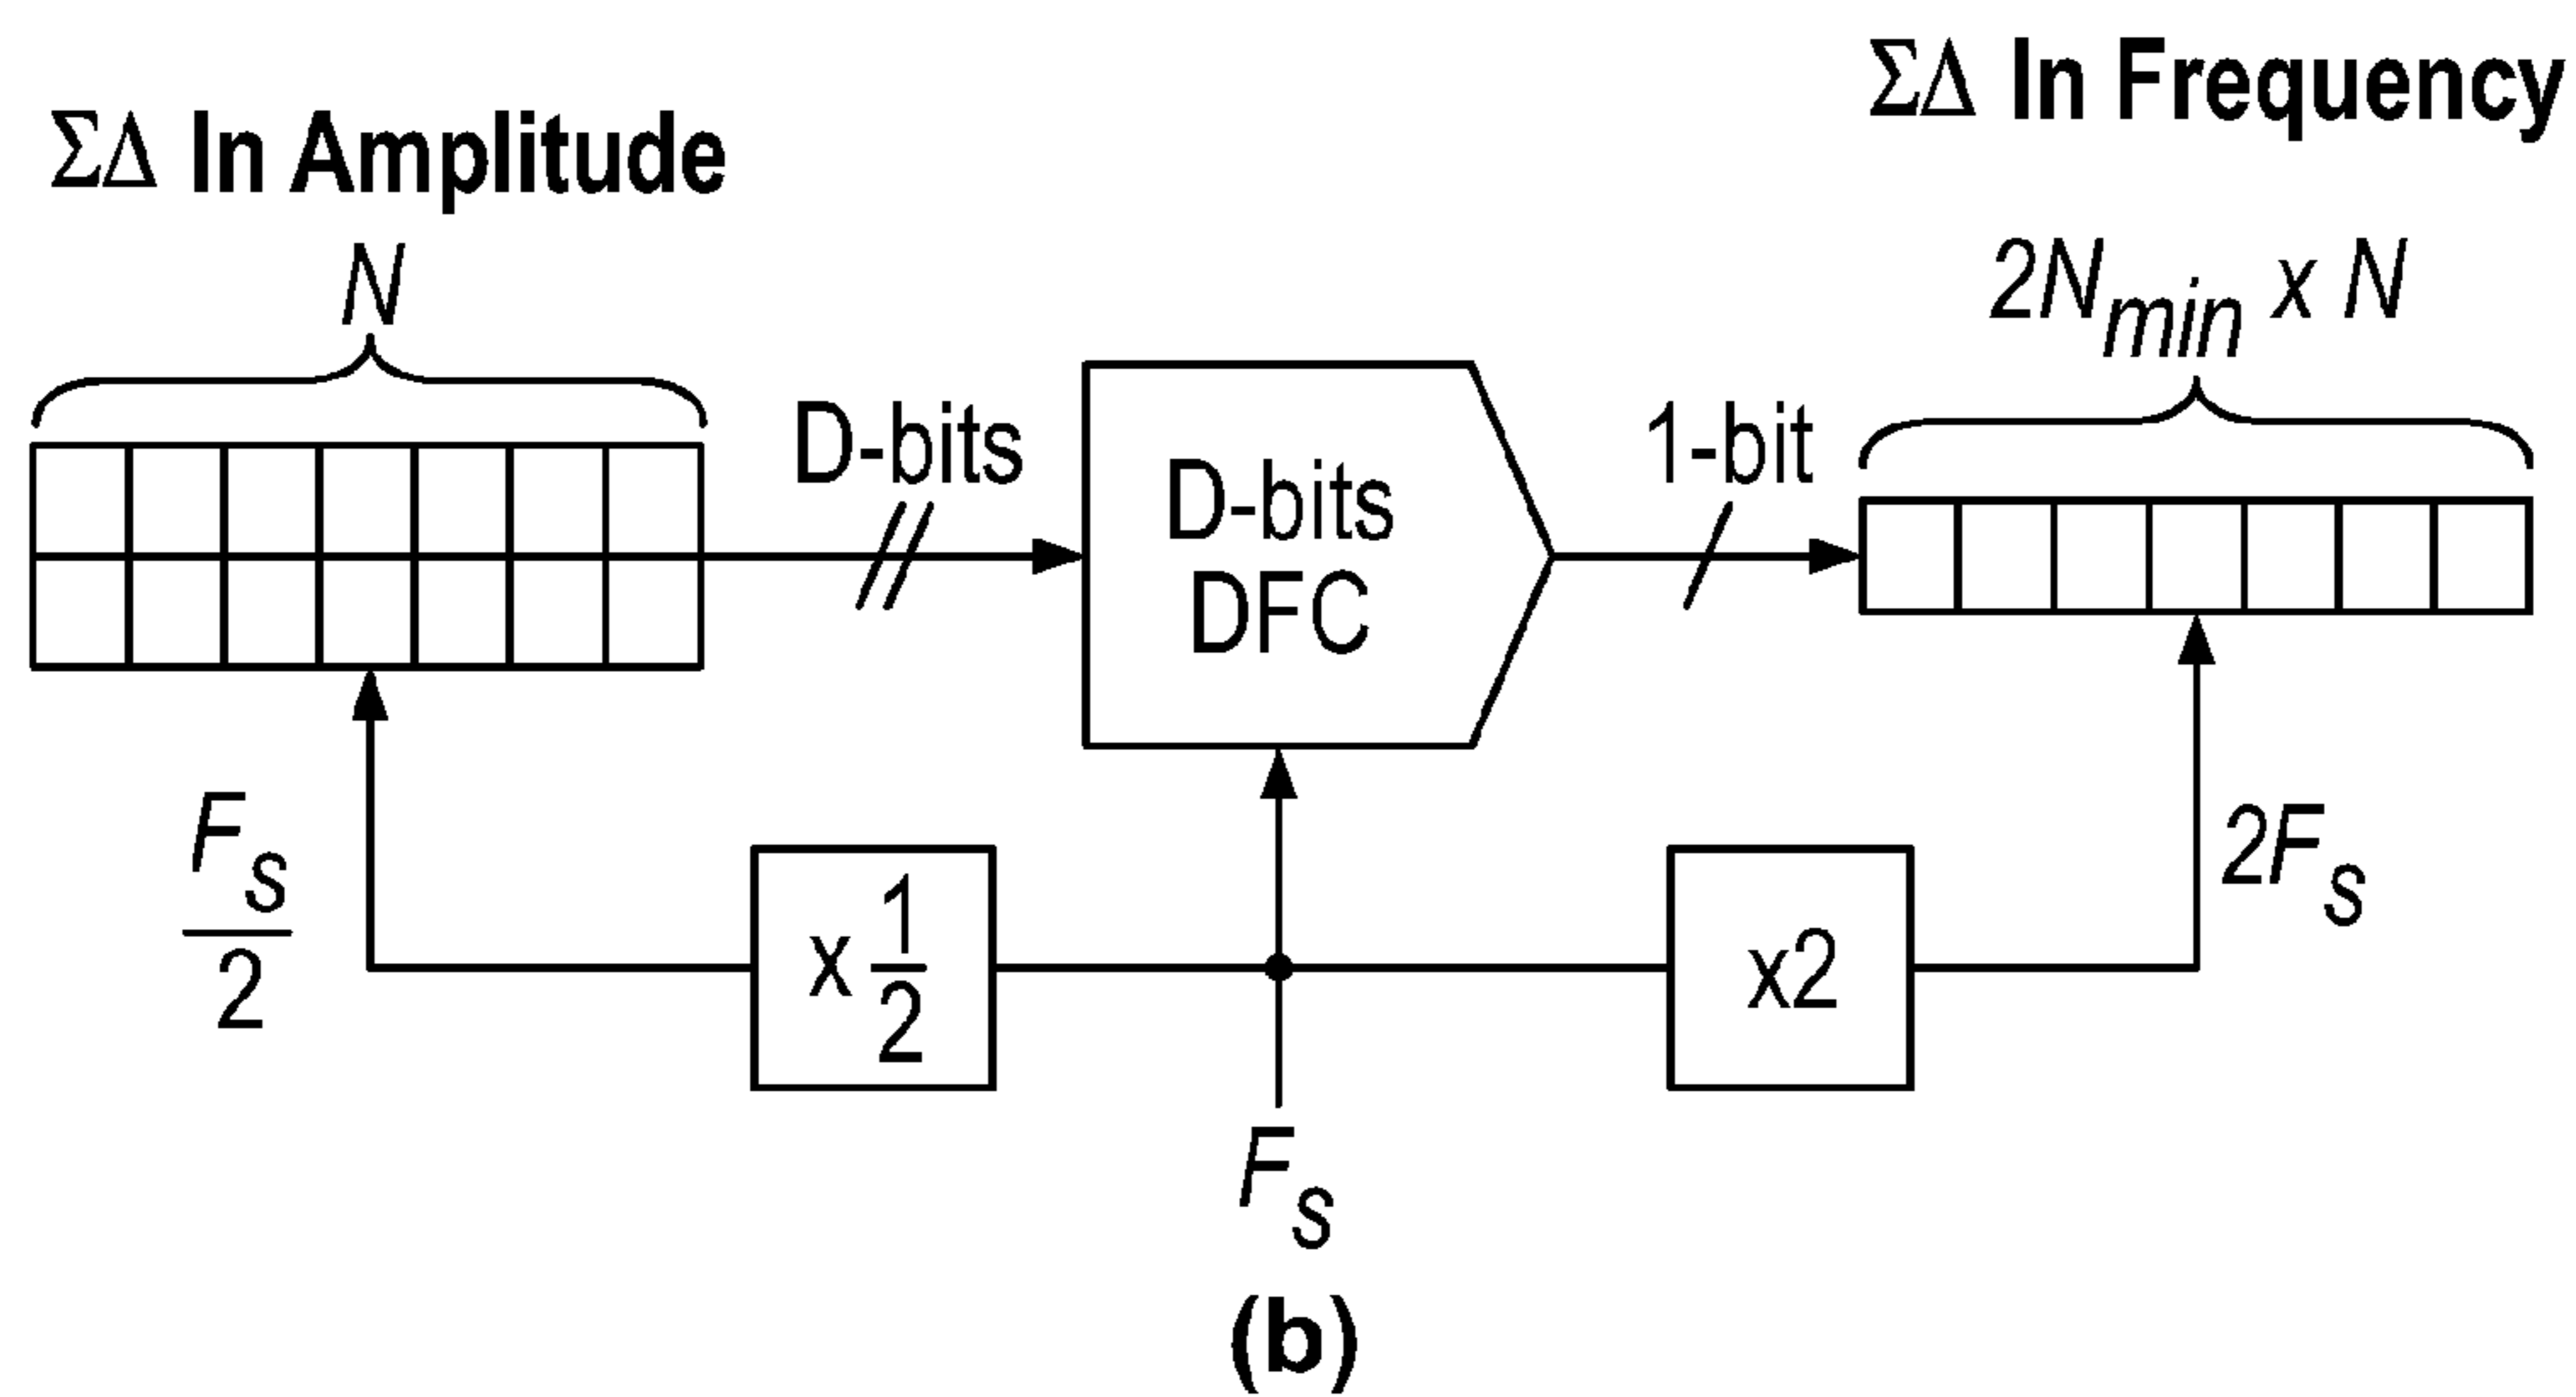 ΣΔ In Amplitude
N
D-bits
D-bits
DFC
1-bit
ΣΔ In Frequency
2N_min x N
F_s
2
x 1/2
F_s
x2
2F_s
(b)